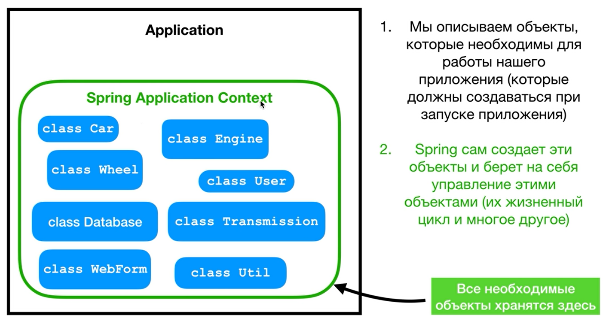 Application
Spring Application Context
class Car
class Engine
class Wheel
class User
class Database
class Transmission
class WebForm
class Util
1. Мы описываем объекты,
которые необходимы для
работы нашего
приложения (которые
должны создаваться при
запуске приложения)
2. Spring сам создает эти
объекты и берет на себя
управление этими
объектами (их жизненный
цикл и многое другое)
Все необходимые
объекты хранятся здесь